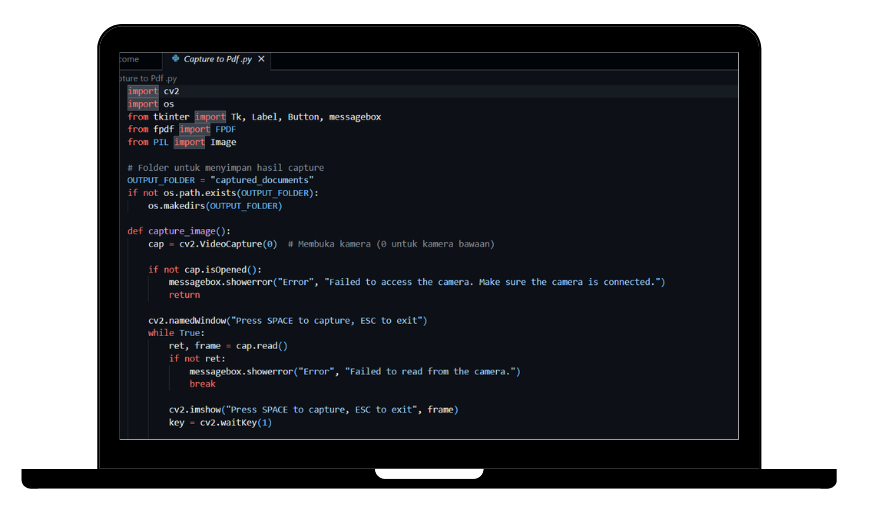 come Capture to Pdf .py ×
pture to Pdf .py
import cv2
import os
from tkinter import Tk, Label, Button, messagebox
from fpdf import FPDF
from PIL import Image
# Folder untuk menyimpan hasil capture
OUTPUT_FOLDER = "captured_documents"
if not os.path.exists(OUTPUT_FOLDER):
    os.makedirs(OUTPUT_FOLDER)
def capture_image():
    cap = cv2.VideoCapture(0)  # Membuka kamera (0 untuk kamera bawaan)
    if not cap.isOpened():
        messagebox.showerror("Error", "Failed to access the camera. Make sure the camera is connected.")
        return
    cv2.namedWindow("Press SPACE to capture, ESC to exit")
    while True:
        ret, frame = cap.read()
        if not ret:
            messagebox.showerror("Error", "Failed to read from the camera.")
            break
        cv2.imshow("Press SPACE to capture, ESC to exit", frame)
        key = cv2.waitKey(1)